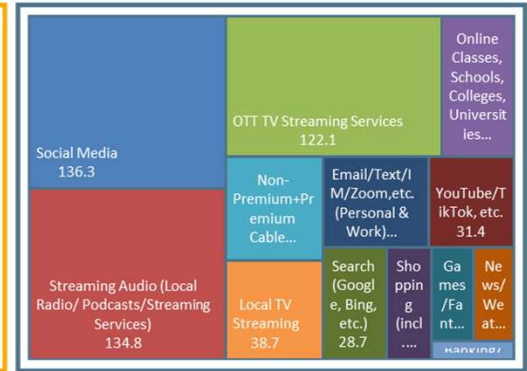 Social Media
136.3
Streaming Audio (Local
Radio/ Podcasts/Streaming
Services)
134.8
OTT TV Streaming Services
122.1
Online
Classes,
Schools,
Colleges,
Universit
ies...
Non-
Premium+Pr
emium
Cable...
Email/Text/I
M/Zoom,etc.
(Personal &
Work)...
YouTube/T
ikTok, etc.
31.4
Local TV
Streaming
38.7
Search
(Googl
e, Bing,
etc.)
28.7
Sho
ppin
g
(incl
....
Ga
mes
/Fa
nt...
Ne
ws/
We
at...
Banking/